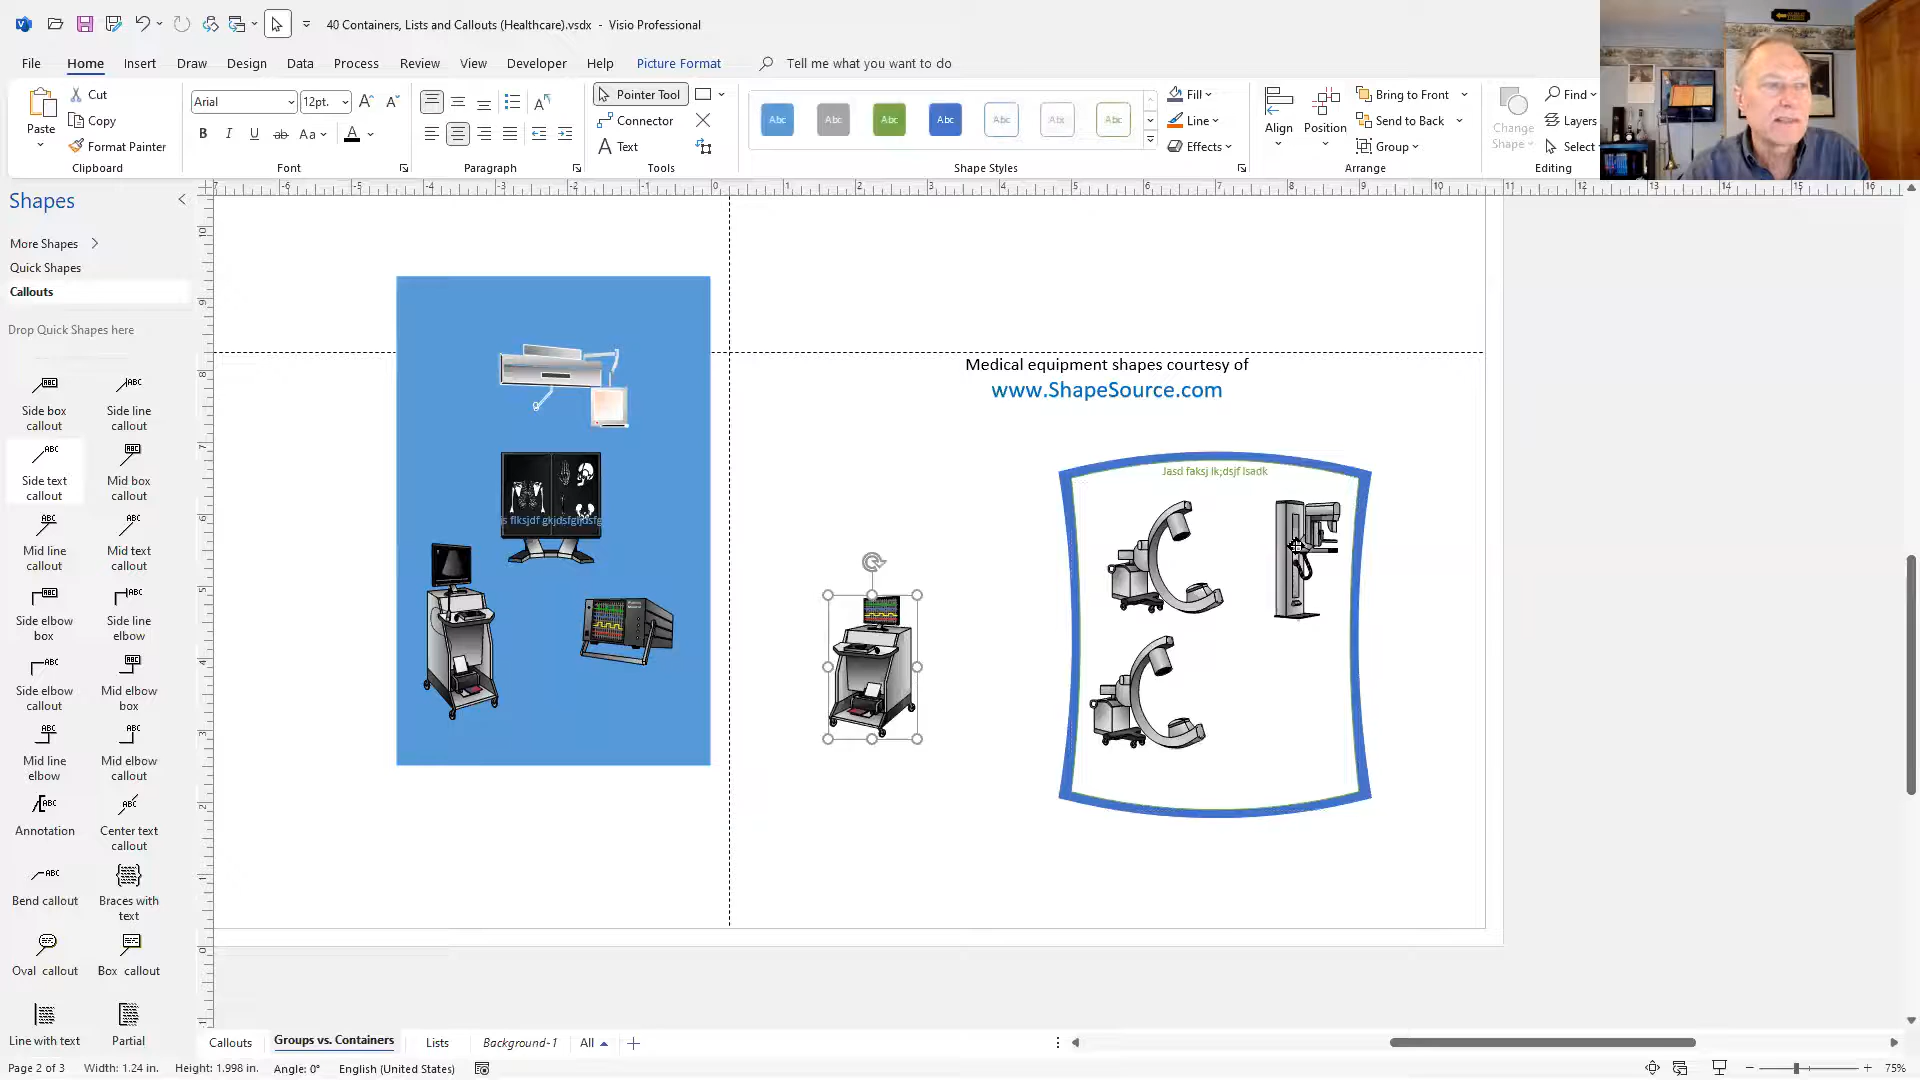 40 Containers, Lists and Callouts (Healthcare).vsdx - Visio Professional
File Home Insert Draw Design Data Process Review View Developer Help Picture Format Tell me what you want to do
Paste
Cut
Copy
Format Painter
Clipboard
Arial 12pt.
Font
Paragraph
Pointer Tool
Connector
Text
Tools
Abc Abc Abc Abc Abc Abc Abc
Fill
Line
Effects
Shape Styles
Align
Position
Bring to Front
Send to Back
Group
Arrange
Change
Shape
Find
Layers
Select
Editing
Shapes
More Shapes
Quick Shapes
Callouts
Drop Quick Shapes here
Side box callout
Side line callout
Side text callout
Mid box callout
Mid line callout
Mid text callout
Side elbow box
Side line elbow
Side elbow callout
Mid elbow box
Mid line elbow
Mid elbow callout
Annotation
Center text callout
Bend callout
Braces with text
Oval callout
Box callout
Line with text
Partial
Medical equipment shapes courtesy of
www.ShapeSource.com
Jasd faksj lk;dsjf lsadk
Callouts Groups vs. Containers Lists Background-1 All
Page 2 of 3 Width: 1.24 in. Height: 1.998 in. Angle: 0° English (United States) 75%